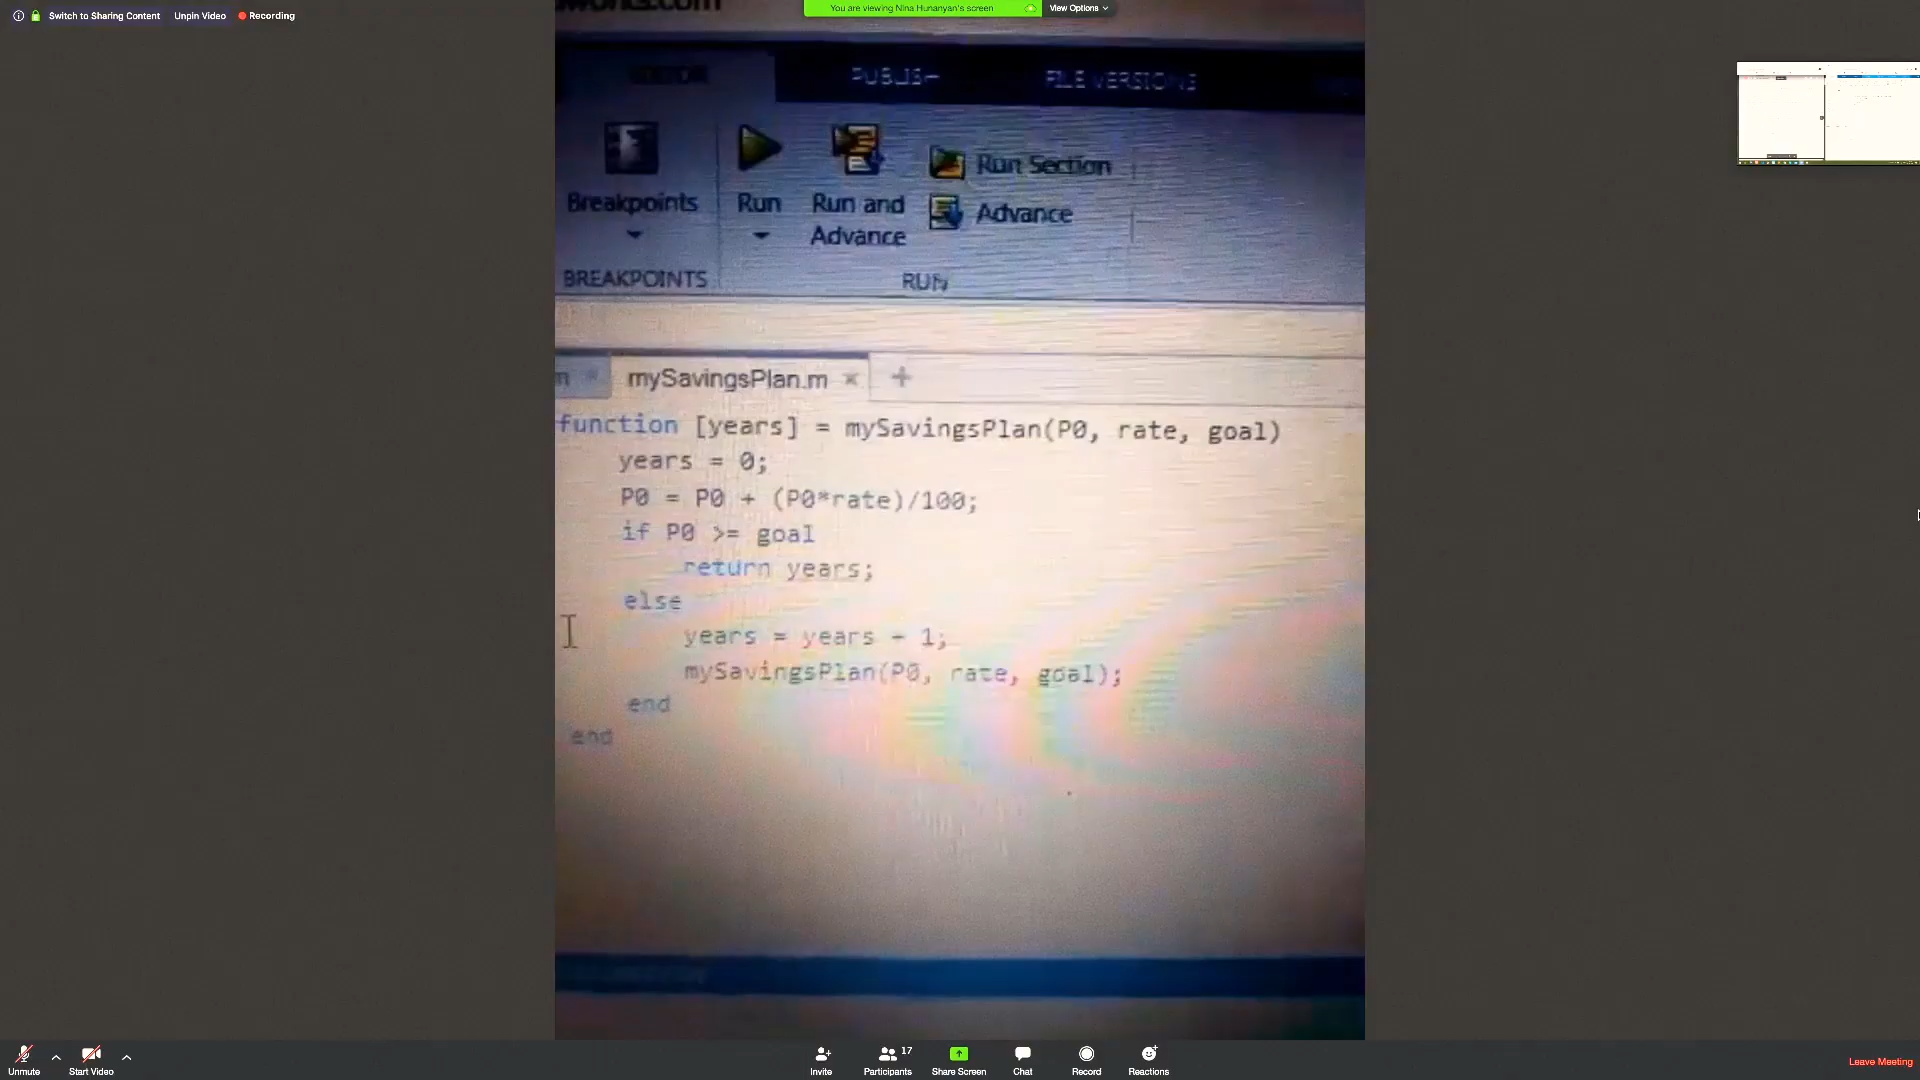 Switch to Sharing Content Unpin Video Recording
You are viewing Nina Hunanyan's screen View Options
PUBLISH FILE VERSIONS
Breakpoints
Run
Run and
Advance
Run Section
Advance
BREAKPOINTS
RUN
mySavingsPlan.m × +
function [years] = mySavingsPlan(P0, rate, goal)
years = 0;
P0 = P0 + (P0*rate)/100;
if P0 >= goal
return years;
else
years = years + 1;
mySavingsPlan(P0, rate, goal);
end
end
Unmute
Start Video
Invite
Participants 17
Share Screen
Chat
Record
Reactions
Leave Meeting